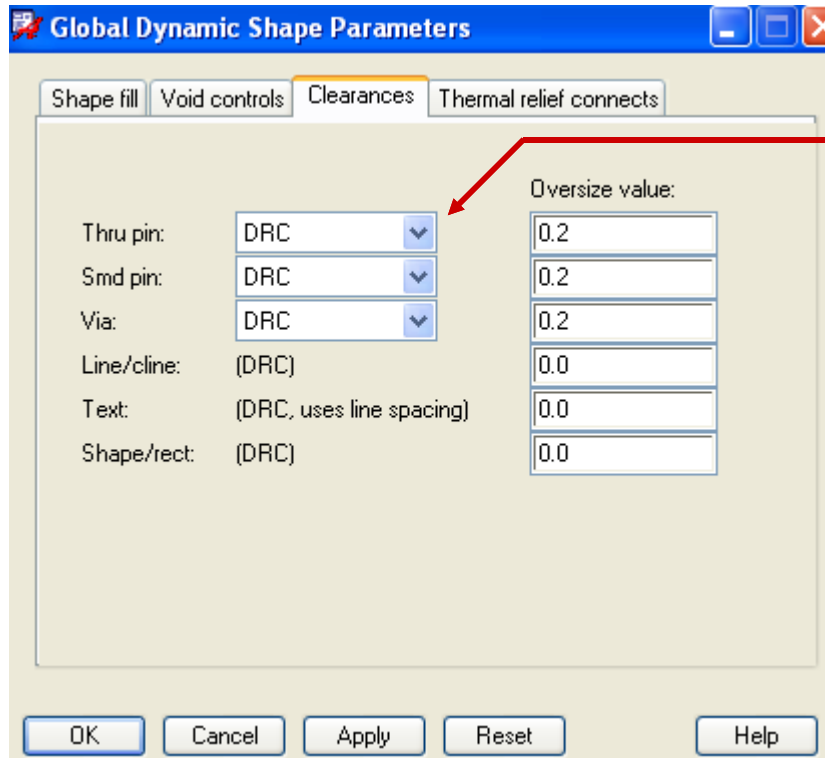 Global Dynamic Shape Parameters
Shape fill Void controls Clearances Thermal relief connects
Oversize value:
Thru pin: DRC 0.2
Smd pin: DRC 0.2
Via: DRC 0.2
Line/cline: (DRC) 0.0
Text: (DRC, uses line spacing) 0.0
Shape/rect: (DRC) 0.0
OK Cancel Apply Reset Help